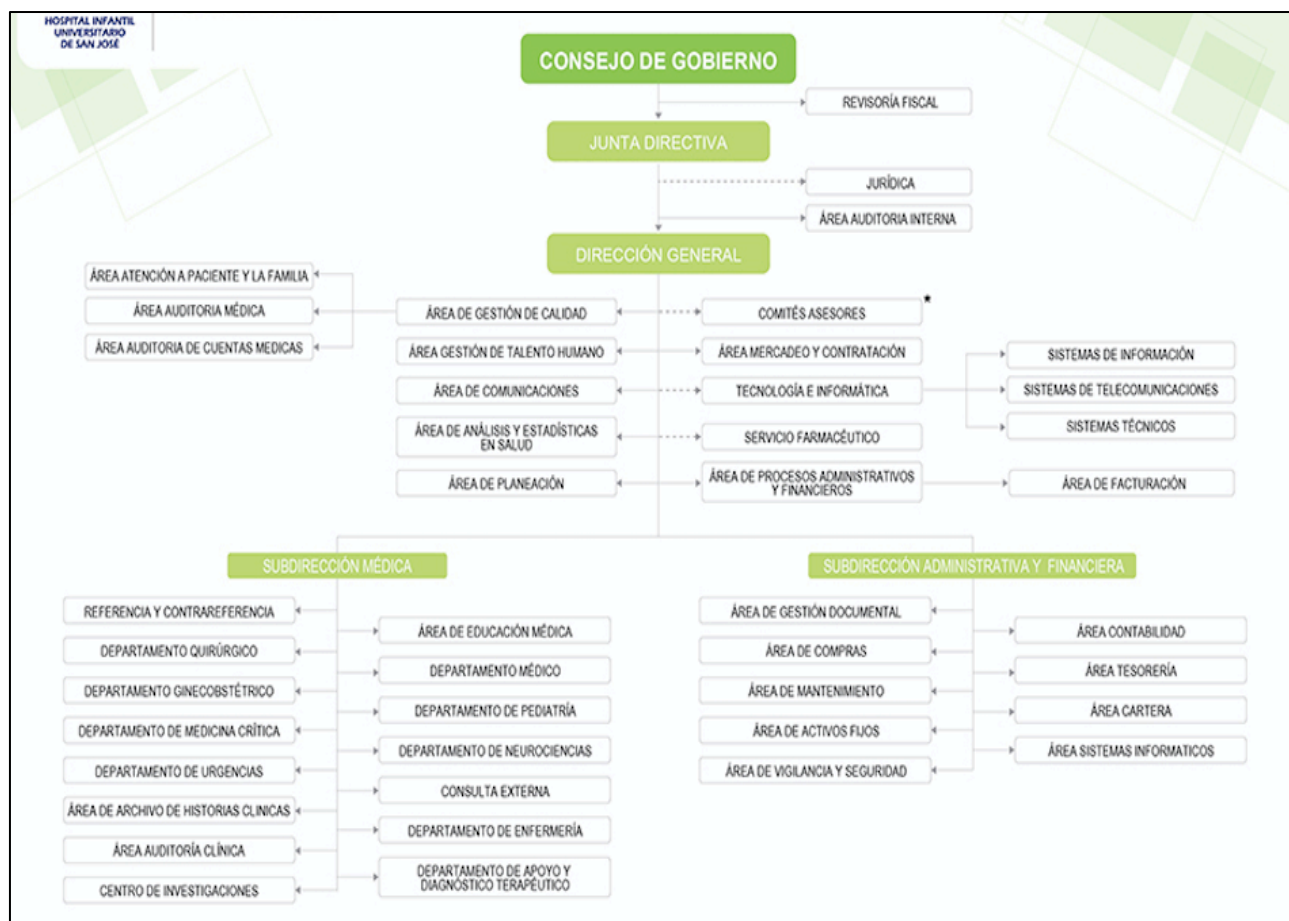 HOSPITAL INFANTIL
UNIVERSITARIO
DE SAN JOSÉ
CONSEJO DE GOBIERNO
REVISORÍA FISCAL
JUNTA DIRECTIVA
JURÍDICA
ÁREA AUDITORIA INTERNA
DIRECCIÓN GENERAL
ÁREA ATENCIÓN A PACIENTE Y LA FAMILIA
ÁREA AUDITORIA MÉDICA
ÁREA AUDITORIA DE CUENTAS MEDICAS
ÁREA DE GESTIÓN DE CALIDAD
COMITÉS ASESORES
*
ÁREA GESTIÓN DE TALENTO HUMANO
ÁREA MERCADEO Y CONTRATACIÓN
ÁREA DE COMUNICACIONES
TECNOLOGÍA E INFORMÁTICA
ÁREA DE ANÁLISIS Y ESTADÍSTICAS
EN SALUD
SERVICIO FARMACÉUTICO
ÁREA DE PLANEACIÓN
ÁREA DE PROCESOS ADMINISTRATIVOS
Y FINANCIEROS
SISTEMAS DE INFORMACIÓN
SISTEMAS DE TELECOMUNICACIONES
SISTEMAS TÉCNICOS
ÁREA DE FACTURACIÓN
SUBDIRECCIÓN MÉDICA
REFERENCIA Y CONTRAREFERENCIA
DEPARTAMENTO QUIRÚRGICO
DEPARTAMENTO GINECOBSTÉTRICO
DEPARTAMENTO DE MEDICINA CRÍTICA
DEPARTAMENTO DE URGENCIAS
ÁREA DE ARCHIVO DE HISTORIAS CLINICAS
ÁREA AUDITORÍA CLÍNICA
CENTRO DE INVESTIGACIONES
ÁREA DE EDUCACIÓN MÉDICA
DEPARTAMENTO MÉDICO
DEPARTAMENTO DE PEDIATRÍA
DEPARTAMENTO DE NEUROCIENCIAS
CONSULTA EXTERNA
DEPARTAMENTO DE ENFERMERÍA
DEPARTAMENTO DE APOYO Y
DIAGNÓSTICO TERAPÉUTICO
SUBDIRECCIÓN ADMINISTRATIVA Y FINANCIERA
ÁREA DE GESTIÓN DOCUMENTAL
ÁREA DE COMPRAS
ÁREA DE MANTENIMIENTO
ÁREA DE ACTIVOS FIJOS
ÁREA DE VIGILANCIA Y SEGURIDAD
ÁREA CONTABILIDAD
ÁREA TESORERÍA
ÁREA CARTERA
ÁREA SISTEMAS INFORMATICOS